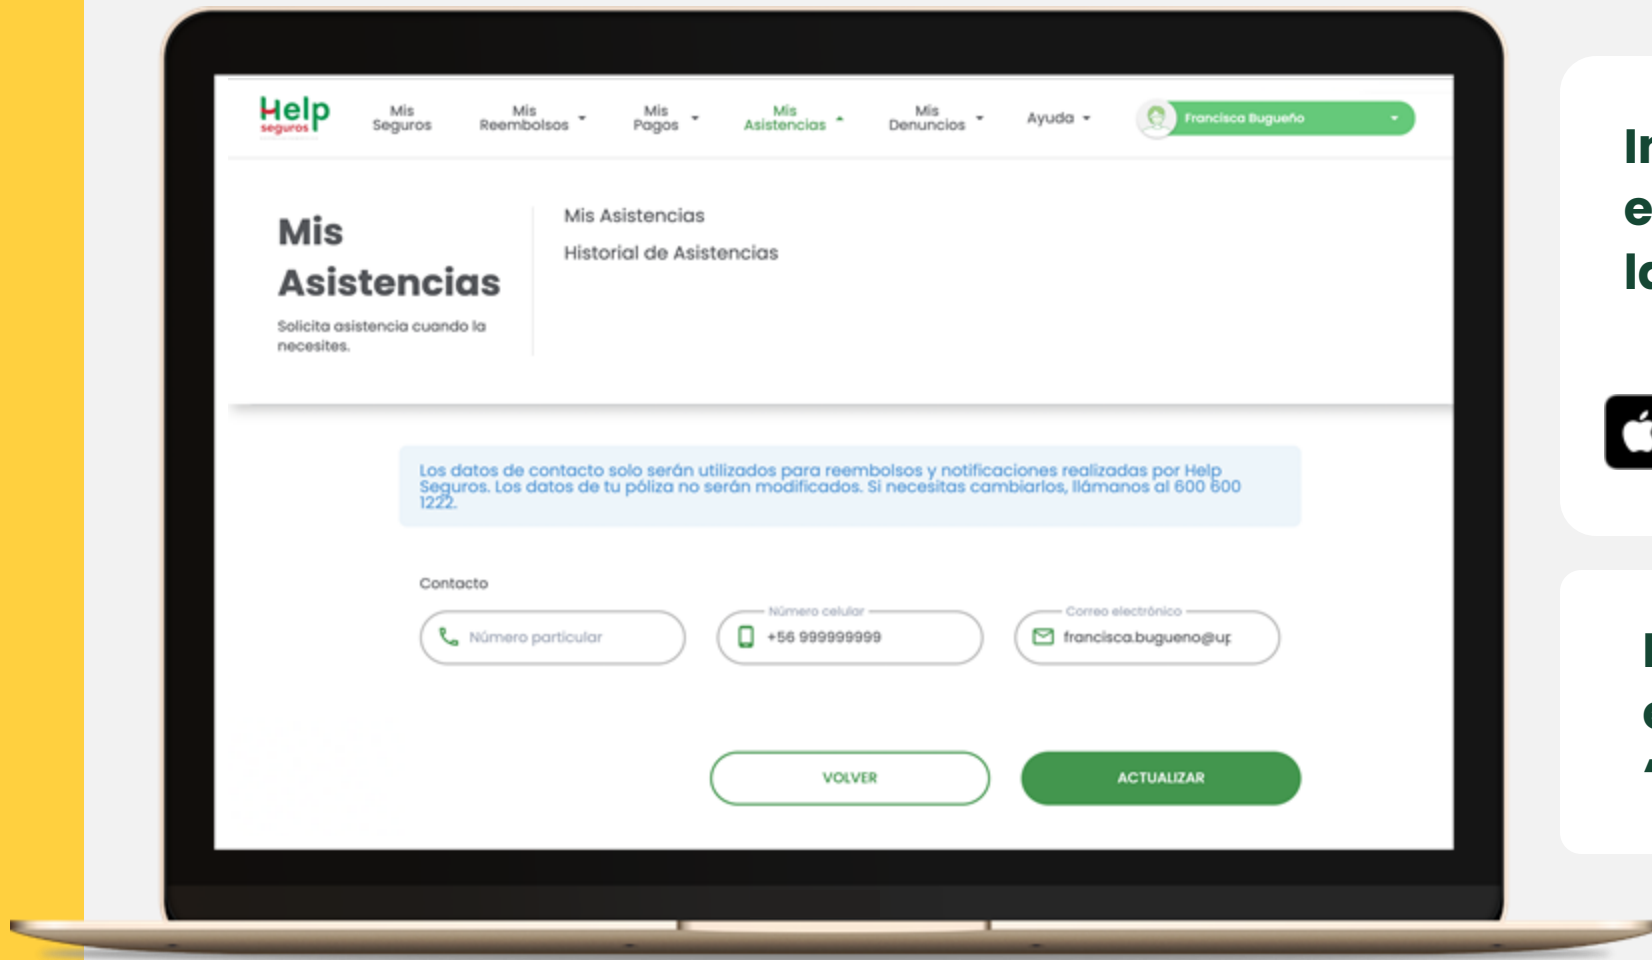 Help
seguros
Mis
Seguros
Mis
Reembolsos
Mis
Pagos
Mis
Asistencias
Mis
Denuncios
Ayuda
Francisca Bugueño
Mis
Asistencias
Solicita asistencia cuando la
necesites.
Mis Asistencias
Historial de Asistencias
Los datos de contacto solo serán utilizados para reembolsos y notificaciones realizadas por Help
Seguros. Los datos de tu póliza no serán modificados. Si necesitas cambiarlos, llámanos al 600 600
1222.
Contacto
Número particular
Número celular
+56 999999999
Correo electrónico
francisca.bugueno@up
VOLVER
ACTUALIZAR